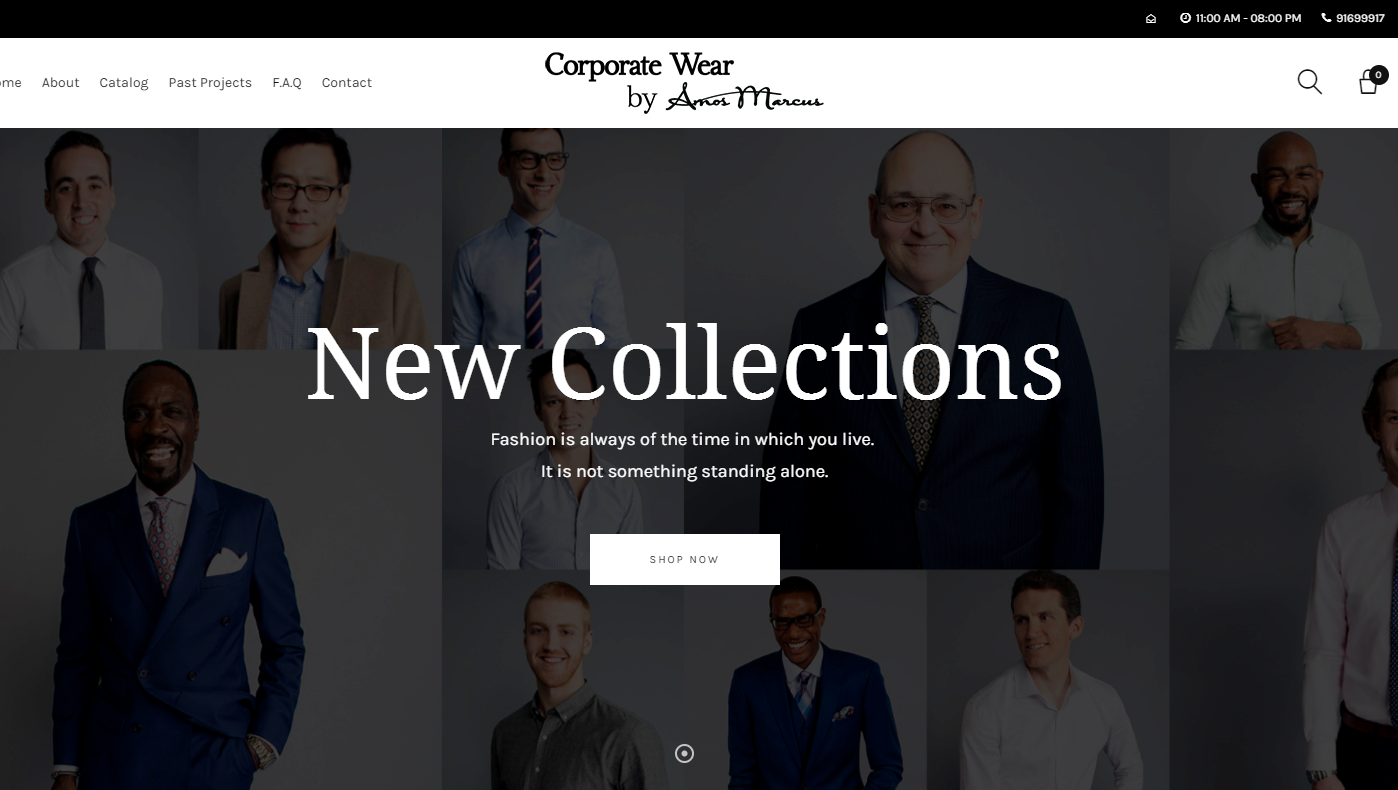 11:00 AM - 08:00 PM 91699917
ome About Catalog Past Projects F.A.Q Contact
Corporate Wear
by Amos Marcus
0
New Collections
Fashion is always of the time in which you live.
It is not something standing alone.
SHOP NOW